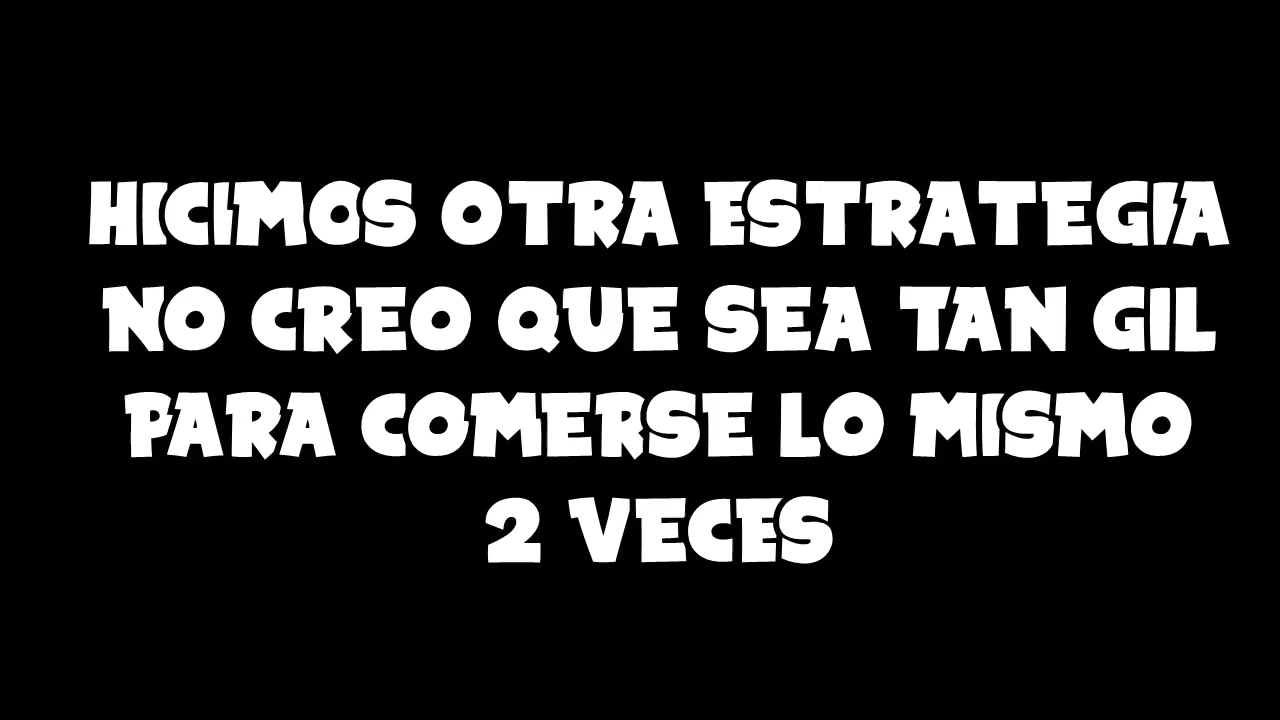 HICIMOS OTRA ESTRATEGIA
NO CREO QUE SEA TAN GIL
PARA COMERSE LO MISMO
2 VECES